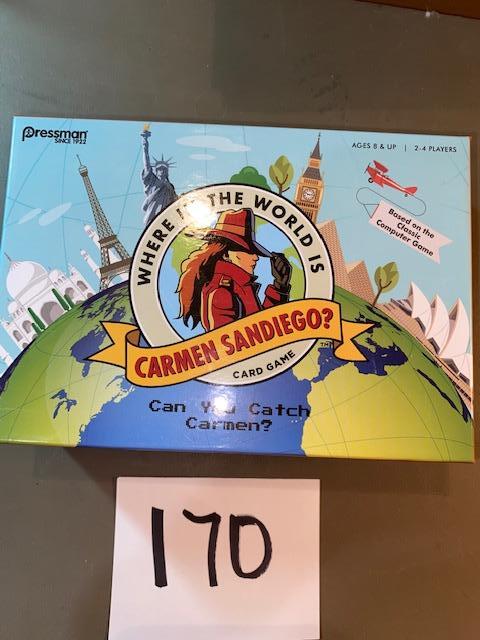 Pressman
SINCE 1922
AGES 8 & UP | 2-4 PLAYERS
Based on the
Classic
Computer Game
WHERE IN THE WORLD IS
CARMEN SANDIEGO?
TM
CARD GAME
Can You Catch
Carmen?
170